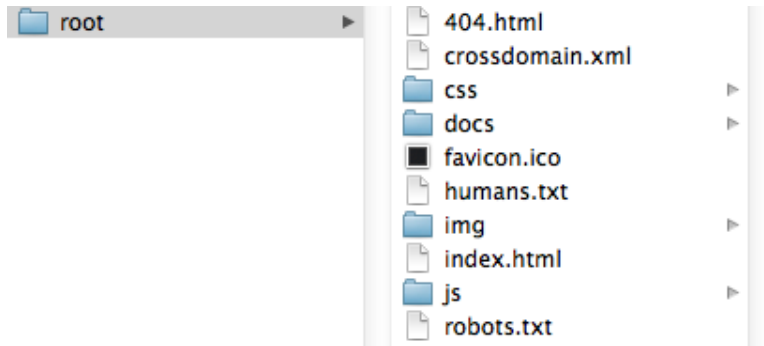 root
404.html
crossdomain.xml
css
docs
favicon.ico
humans.txt
img
index.html
js
robots.txt